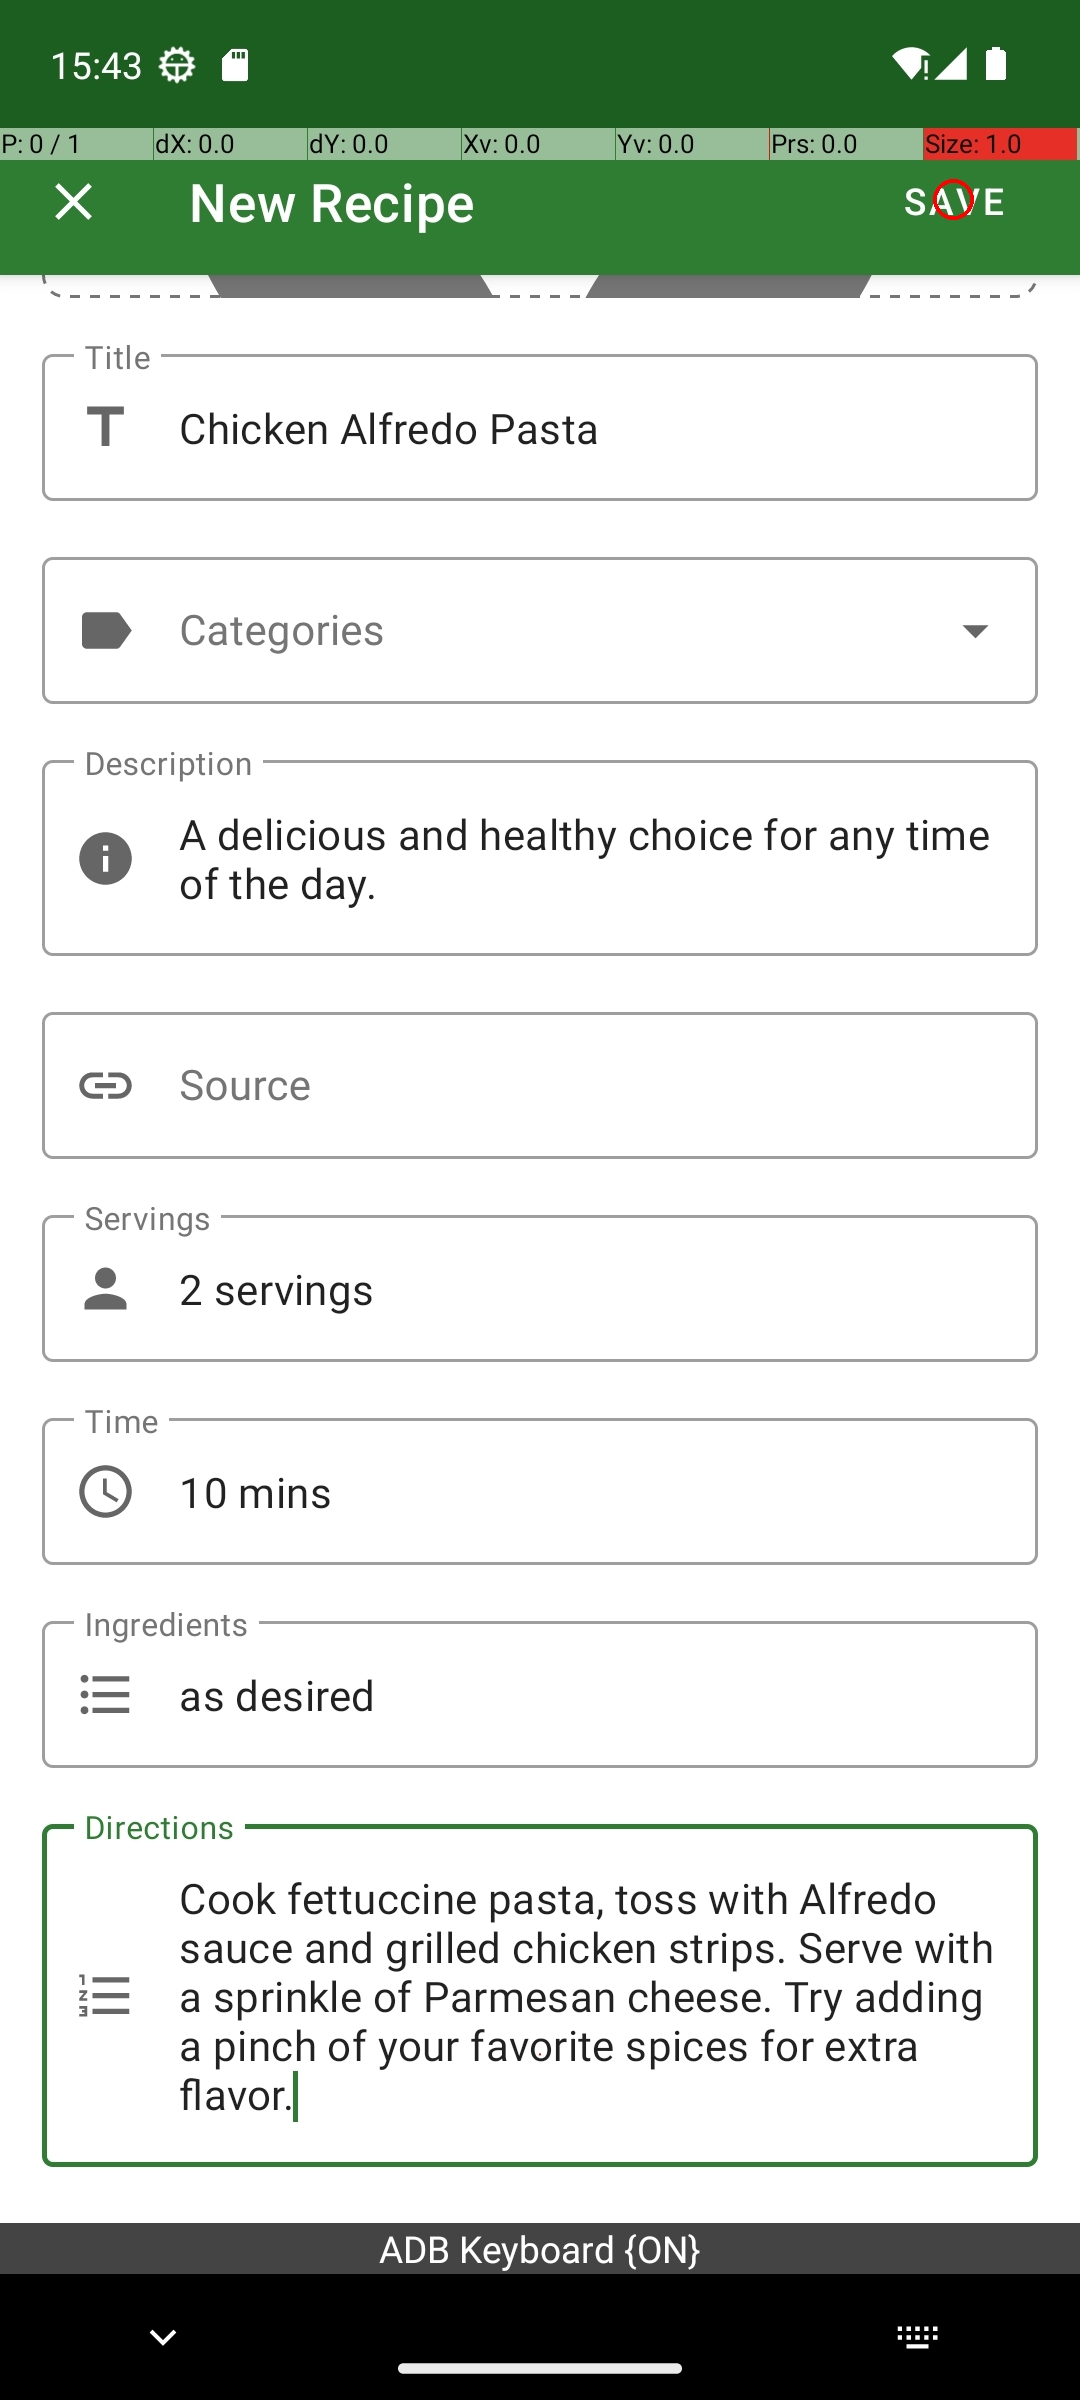 15:43
P: 0 / 1 dX: 0.0 dY: 0.0 Xv: 0.0 Yv: 0.0 Prs: 0.0 Size: 1.0
New Recipe SAVE
Title
Chicken Alfredo Pasta
Categories
Description
A delicious and healthy choice for any time
of the day.
Source
Servings
2 servings
Time
10 mins
Ingredients
as desired
Directions
Cook fettuccine pasta, toss with Alfredo
sauce and grilled chicken strips. Serve with
a sprinkle of Parmesan cheese. Try adding
a pinch of your favorite spices for extra
flavor.
ADB Keyboard {ON}